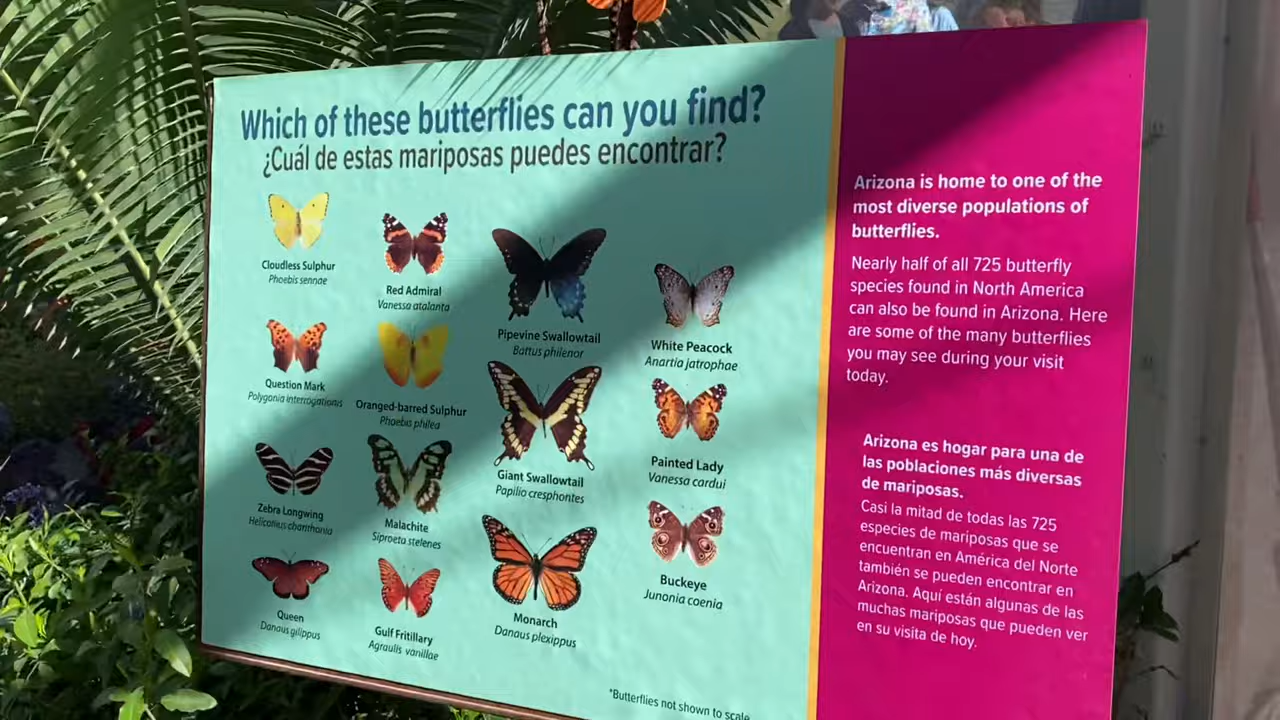 Which of these butterflies can you find?
¿Cuál de estas mariposas puedes encontrar?
Cloudless Sulphur
Phoebis sennae
Question Mark
Polygonia interrogationis
Zebra Longwing
Heliconius charithonia
Queen
Danaus gilippus
Red Admiral
Vanessa atalanta
Oranged-barred Sulphur
Phoebis philea
Malachite
Siproeta stelenes
Gulf Fritillary
Agraulis vanillae
Pipevine Swallowtail
Battus philenor
Giant Swallowtail
Papilio cresphontes
Monarch
Danaus plexippus
White Peacock
Anartia jatrophae
Painted Lady
Vanessa cardui
Buckeye
Junonia coenia
*Butterflies not shown to scale
Arizona is home to one of the
most diverse populations of
butterflies.
Nearly half of all 725 butterfly
species found in North America
can also be found in Arizona. Here
are some of the many butterflies
you may see during your visit
today.
Arizona es hogar para una de
las poblaciones más diversas
de mariposas.
Casi la mitad de todas las 725
especies de mariposas que se
encuentran en América del Norte
también se pueden encontrar en
Arizona. Aquí están algunas de las
muchas mariposas que pueden ver
en su visita de hoy.